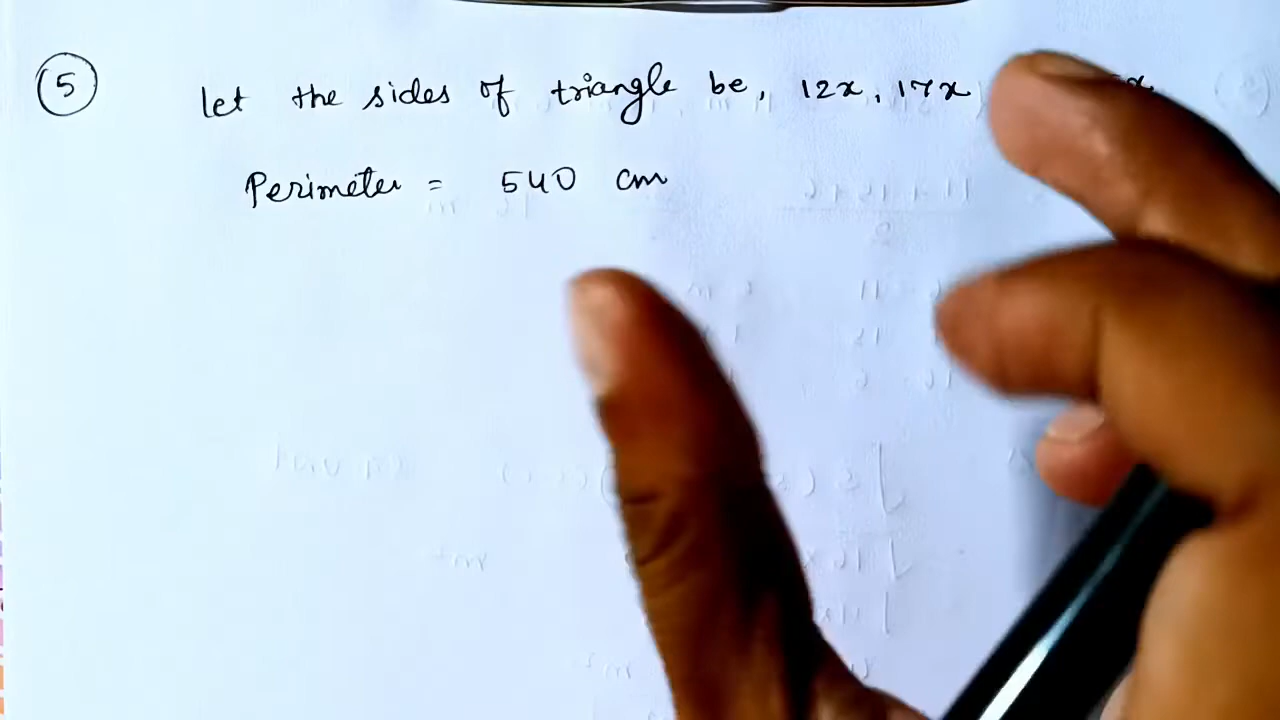 5 Let the sides of triangle be, 12x, 17x
Perimeter = 540 cm